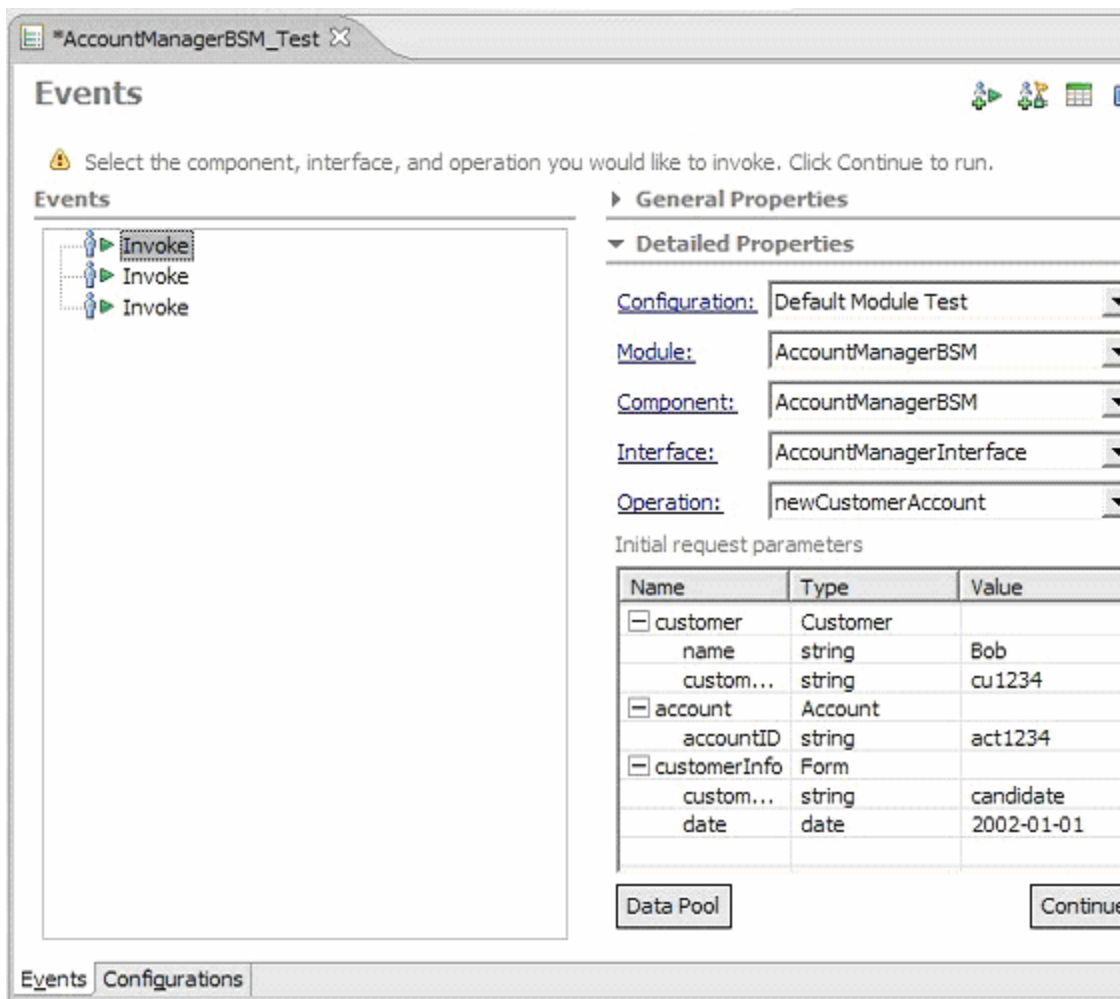 *AccountManagerBSM_Test
Events
Select the component, interface, and operation you would like to invoke. Click Continue to run.
Events
Invoke
Invoke
Invoke
General Properties
Detailed Properties
Configuration: Default Module Test
Module: AccountManagerBSM
Component: AccountManagerBSM
Interface: AccountManagerInterface
Operation: newCustomerAccount
Initial request parameters
Name Type Value
customer Customer
name string Bob
custom... string cu1234
account Account
accountID string act1234
customerInfo Form
custom... string candidate
date date 2002-01-01
Data Pool Continue
Events Configurations